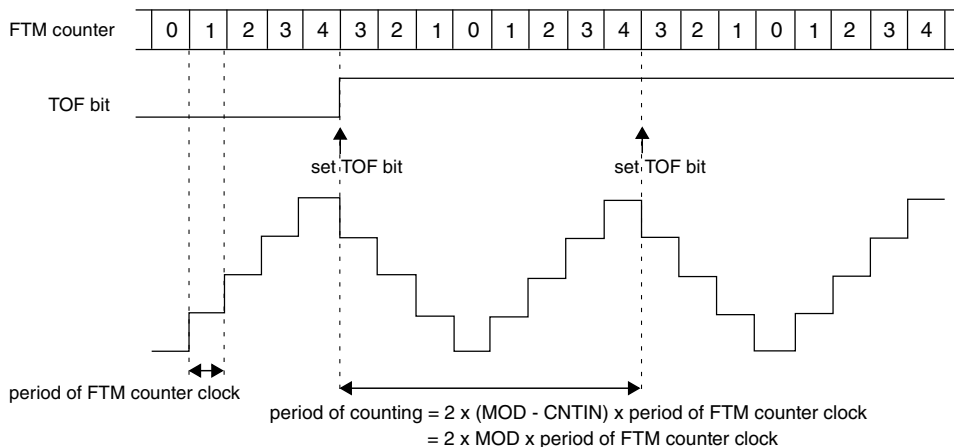 FTM counter 0 1 2 3 4 3 2 1 0 1 2 3 4 3 2 1 0 1 2 3 4
TOF bit
set TOF bit set TOF bit
period of FTM counter clock
period of counting = 2 x (MOD - CNTIN) x period of FTM counter clock
= 2 x MOD x period of FTM counter clock